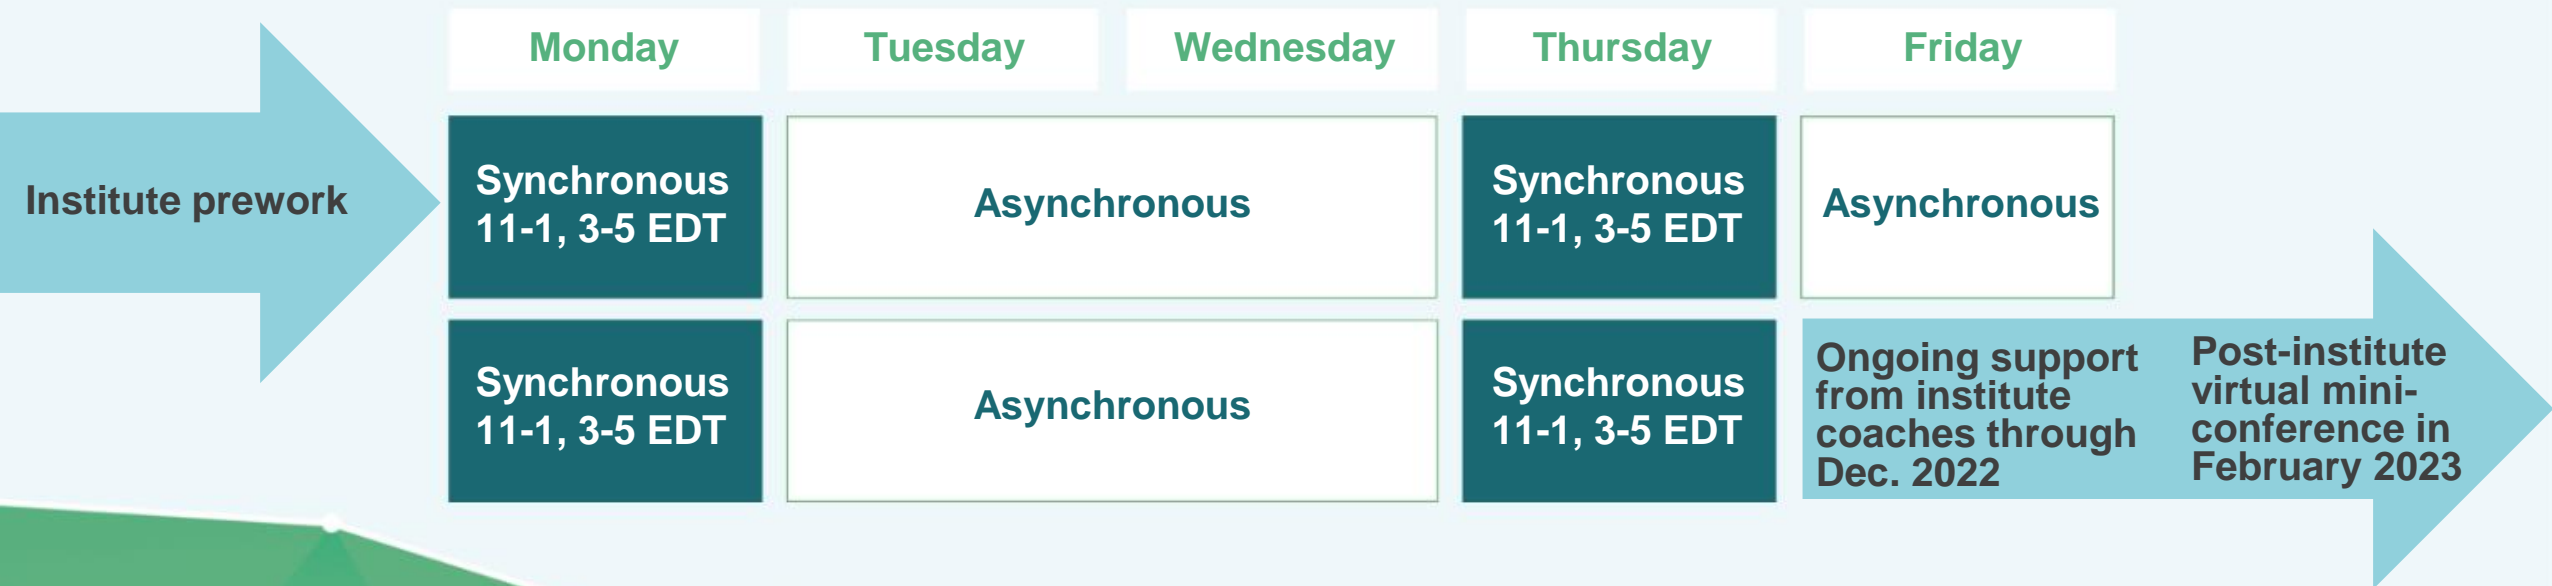 Monday
Tuesday
Wednesday
Thursday
Friday
Institute prework
Synchronous
11-1, 3-5 EDT
Asynchronous
Synchronous
11-1, 3-5 EDT
Asynchronous
Synchronous
11-1, 3-5 EDT
Asynchronous
Synchronous
11-1, 3-5 EDT
Ongoing support
from institute
coaches through
Dec. 2022
Post-institute
virtual mini-
conference in
February 2023